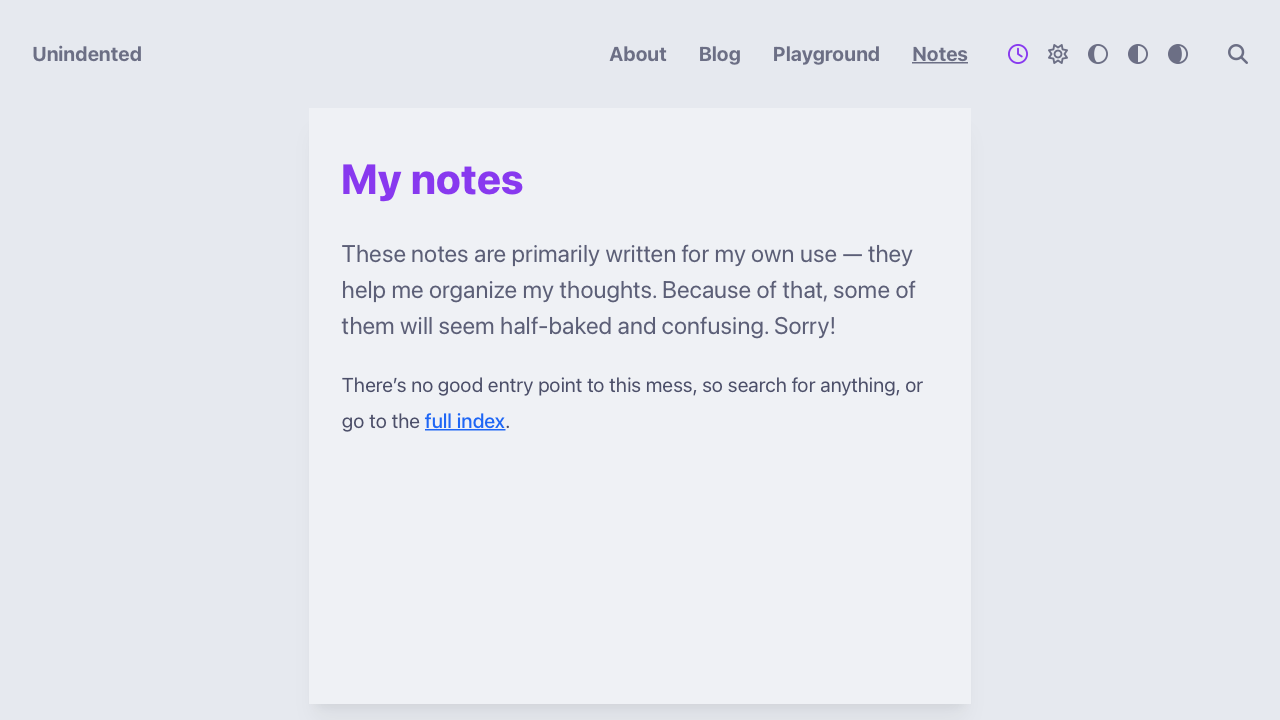 Unindented
About Blog Playground Notes
My notes
These notes are primarily written for my own use — they
help me organize my thoughts. Because of that, some of
them will seem half-baked and confusing. Sorry!
There’s no good entry point to this mess, so search for anything, or
go to the full index.